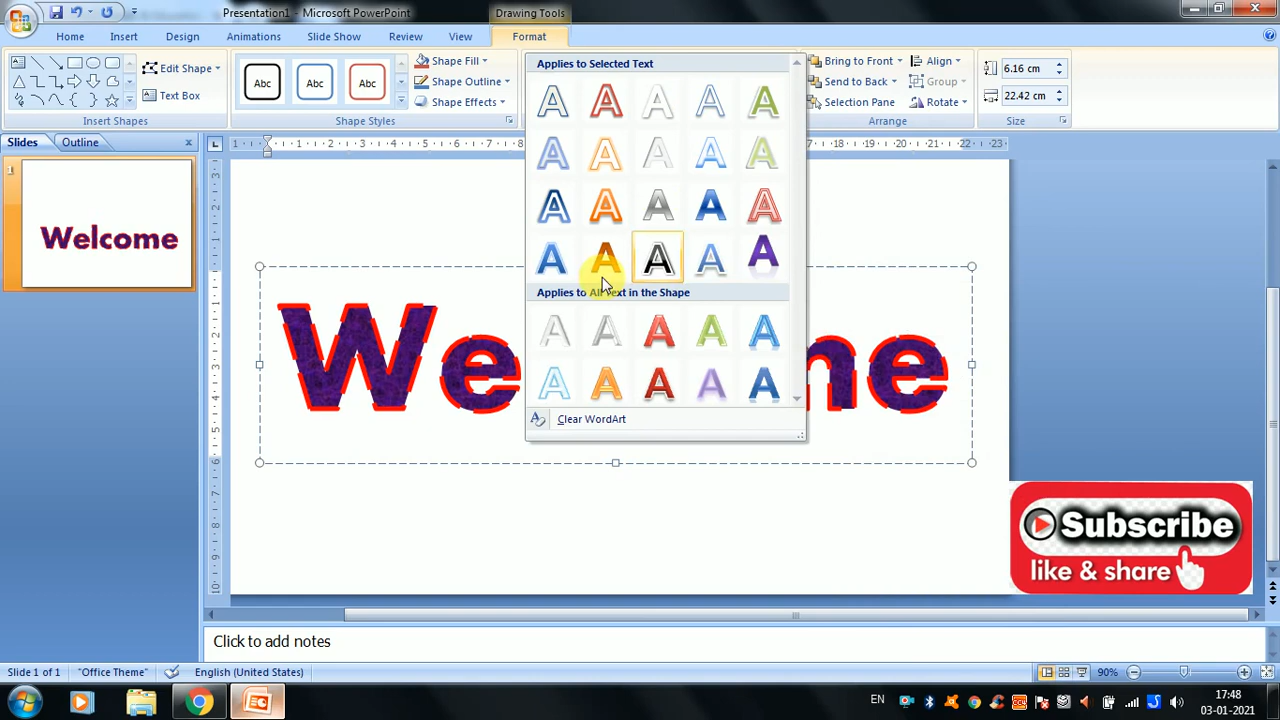 Presentation1 - Microsoft PowerPoint
Drawing Tools
Home
Insert
Design
Animations
Slide Show
Review
View
Format
Edit Shape
Text Box
Insert Shapes
Abc
Abc
Abc
Shape Fill
Shape Outline
Shape Effects
Shape Styles
Bring to Front
Send to Back
Selection Pane
Align
Group
Rotate
Arrange
6.16 cm
22.42 cm
Size
Applies to Selected Text
A A A A A
A A A A A
A A A A A
A A A A A
Applies to All Text in the Shape
A A A A A
A A A A A
Clear WordArt
Slides
Outline
1
Welcome
We
me
Subscribe
like & share
Click to add notes
Slide 1 of 1
"Office Theme"
English (United States)
90%
EN
17:48
03-01-2021